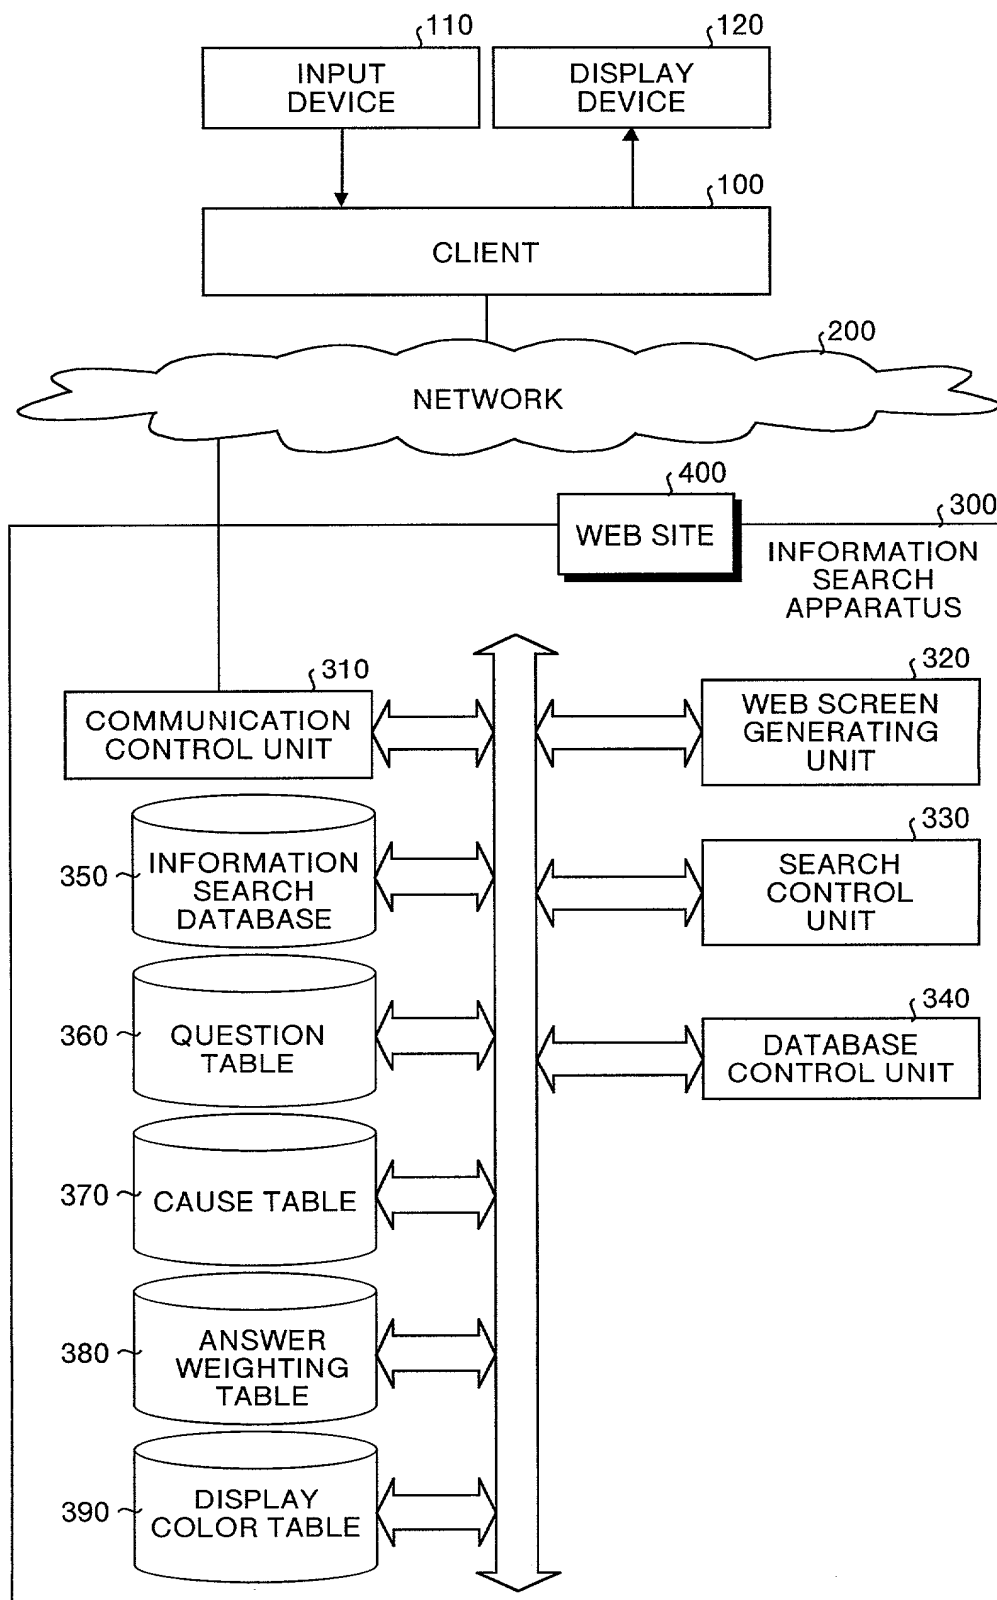 110
INPUT
DEVICE
120
DISPLAY
DEVICE
100
CLIENT
200
NETWORK
400
WEB SITE
300
INFORMATION
SEARCH
APPARATUS
310
COMMUNICATION
CONTROL UNIT
320
WEB SCREEN
GENERATING
UNIT
350
INFORMATION
SEARCH
DATABASE
330
SEARCH
CONTROL
UNIT
360
QUESTION
TABLE
340
DATABASE
CONTROL UNIT
370
CAUSE TABLE
380
ANSWER
WEIGHTING
TABLE
390
DISPLAY
COLOR TABLE